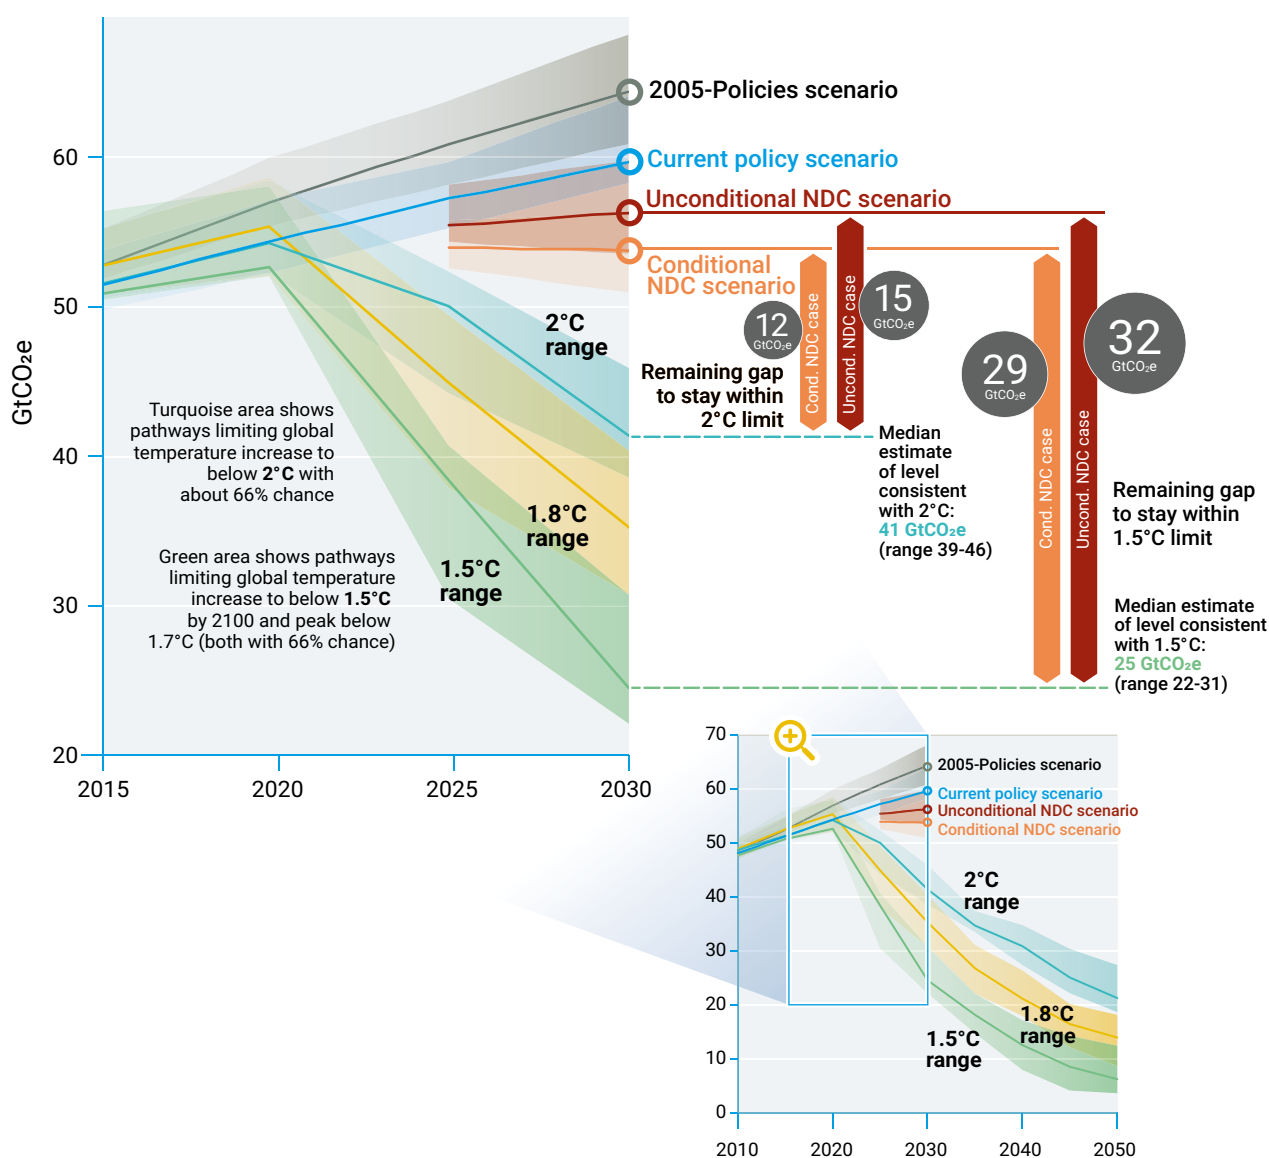 GtCO₂e
60
50
40
30
20
2015
2020
2025
2030
2005-Policies scenario
Current policy scenario
Unconditional NDC scenario
Conditional
NDC scenario
2°C
range
1.8°C
range
1.5°C
range
Turquoise area shows
pathways limiting global
temperature increase to
below 2°C with
about 66% chance
Green area shows pathways
limiting global temperature
increase to below 1.5°C
by 2100 and peak below
1.7°C (both with 66% chance)
12
GtCO₂e
15
GtCO₂e
Cond. NDC case
Uncond. NDC case
Remaining gap
to stay within
2°C limit
Median
estimate
of level
consistent
with 2°C:
41 GtCO₂e
(range 39-46)
29
GtCO₂e
32
GtCO₂e
Cond. NDC case
Uncond. NDC case
Remaining gap
to stay within
1.5°C limit
Median estimate
of level consistent
with 1.5°C:
25 GtCO₂e
(range 22-31)
70
60
50
40
30
20
10
0
2010
2020
2030
2040
2050
2005-Policies scenario
Current policy scenario
Unconditional NDC scenario
Conditional NDC scenario
2°C
range
1.8°C
range
1.5°C
range